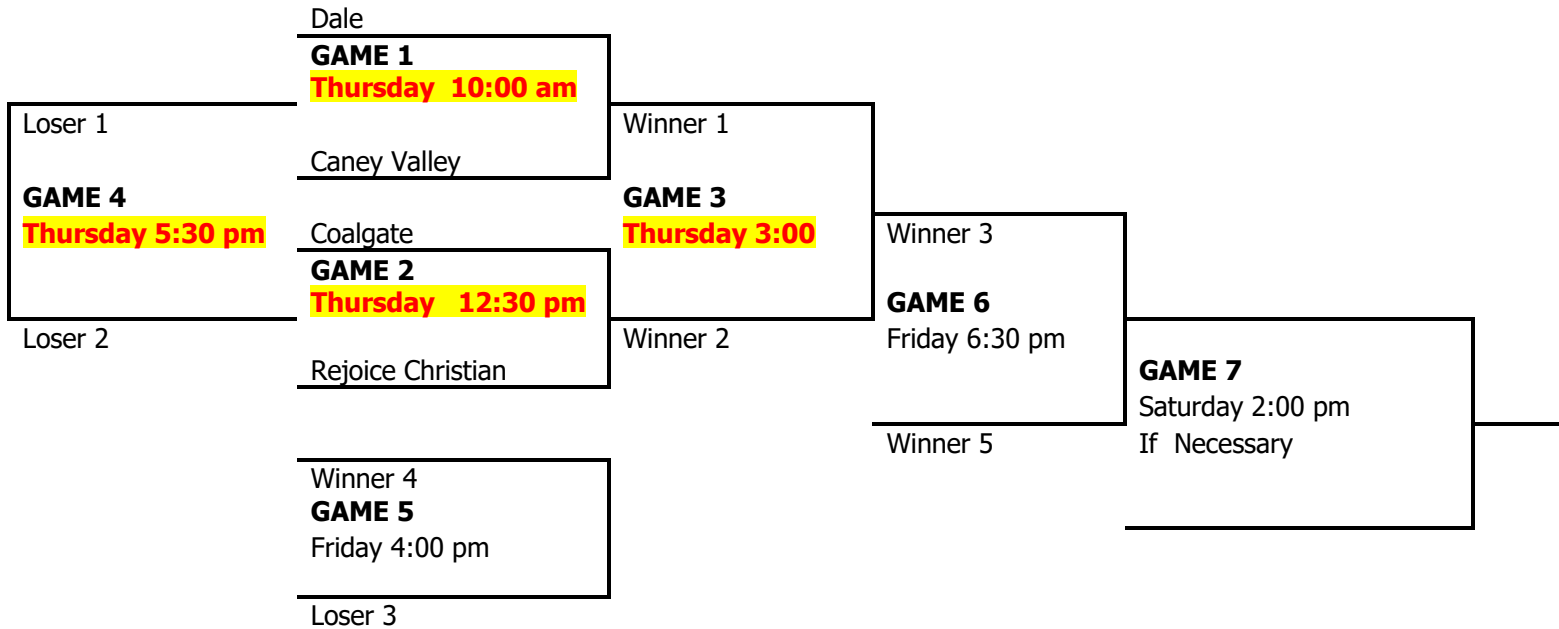 Dale
GAME 1
Thursday 10:00 am
Loser 1
Winner 1
Caney Valley
GAME 4
GAME 3
Thursday 5:30 pm
Coalgate
Thursday 3:00
Winner 3
GAME 2
Thursday 12:30 pm
GAME 6
Loser 2
Winner 2
Friday 6:30 pm
Rejoice Christian
GAME 7
Saturday 2:00 pm
Winner 5
If Necessary
Winner 4
GAME 5
Friday 4:00 pm
Loser 3